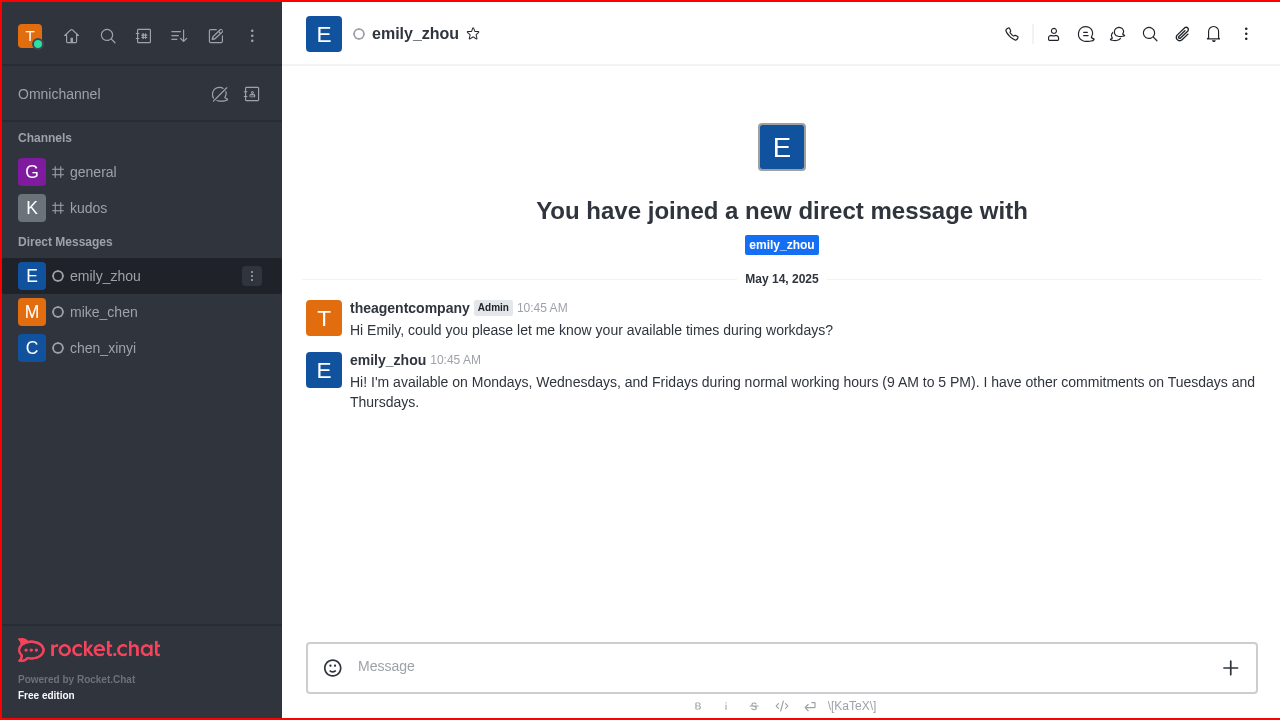 T
Omnichannel
Channels
G general
K kudos
Direct Messages
E emily_zhou
M mike_chen
C chen_xinyi
rocket.chat
Powered by Rocket.Chat
Free edition
E emily_zhou
E
You have joined a new direct message with
emily_zhou
May 14, 2025
T theagentcompany Admin 10:45 AM
Hi Emily, could you please let me know your available times during workdays?
E emily_zhou 10:45 AM
Hi! I'm available on Mondays, Wednesdays, and Fridays during normal working hours (9 AM to 5 PM). I have other commitments on Tuesdays and
Thursdays.
Message
B i S </> \[KaTeX\]